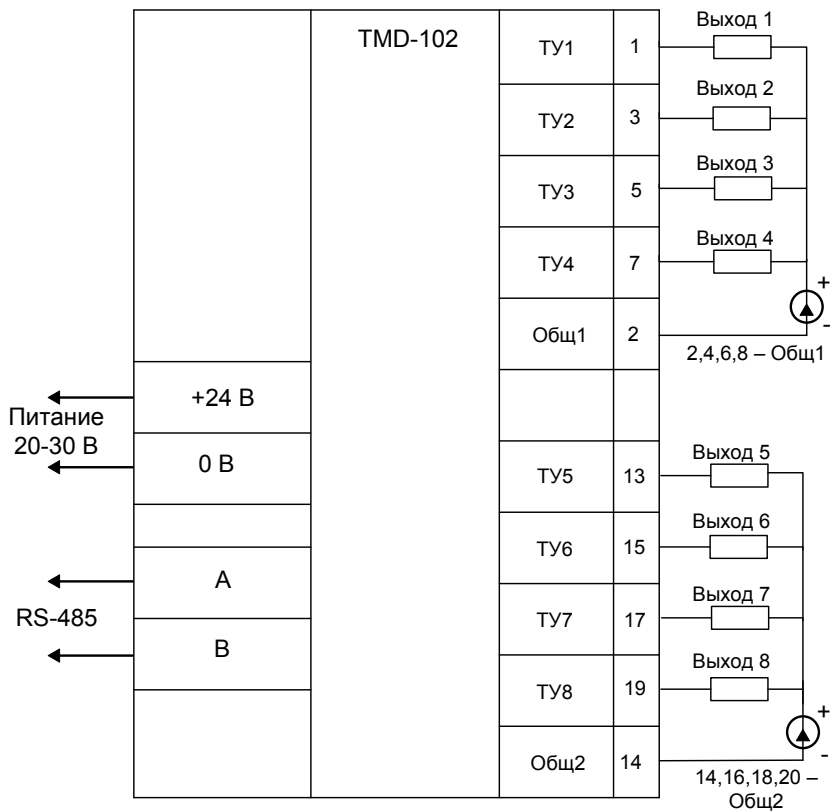 TMD-102
ТУ1
1
Выход 1
ТУ2
3
Выход 2
ТУ3
5
Выход 3
ТУ4
7
Выход 4
+
-
Общ1
2
2,4,6,8 – Общ1
+24 В
Питание
20-30 В
0 В
ТУ5
13
Выход 5
ТУ6
15
Выход 6
A
RS-485
B
ТУ7
17
Выход 7
ТУ8
19
Выход 8
+
-
Общ2
14
14,16,18,20 –
Общ2